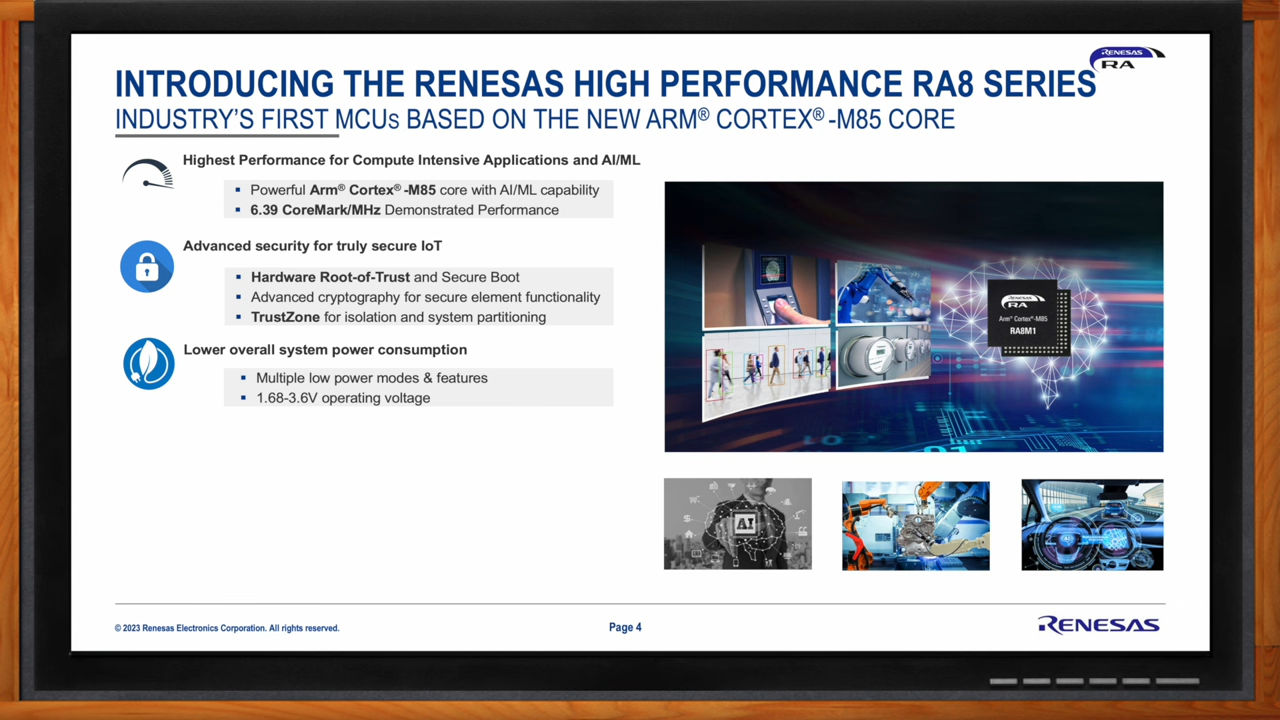 RENESAS
RA
INTRODUCING THE RENESAS HIGH PERFORMANCE RA8 SERIES
INDUSTRY'S FIRST MCUs BASED ON THE NEW ARM® CORTEX® -M85 CORE
Highest Performance for Compute Intensive Applications and AI/ML
▪ Powerful Arm® Cortex® -M85 core with AI/ML capability
▪ 6.39 CoreMark/MHz Demonstrated Performance
Advanced security for truly secure IoT
▪ Hardware Root-of-Trust and Secure Boot
▪ Advanced cryptography for secure element functionality
▪ TrustZone for isolation and system partitioning
Lower overall system power consumption
▪ Multiple low power modes & features
▪ 1.68-3.6V operating voltage
RENESAS
RA
Arm® Cortex®-M85
RA8M1
AI
© 2023 Renesas Electronics Corporation. All rights reserved.
Page 4
RENESAS